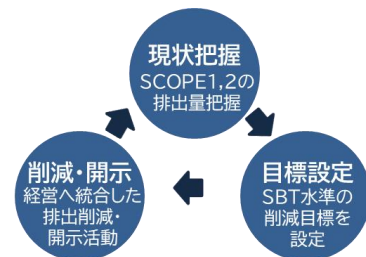 現状把握
SCOPE1,2の
排出量把握
目標設定
SBT水準の
削減目標を
設定
削減・開示
経営へ統合した
排出削減・
開示活動